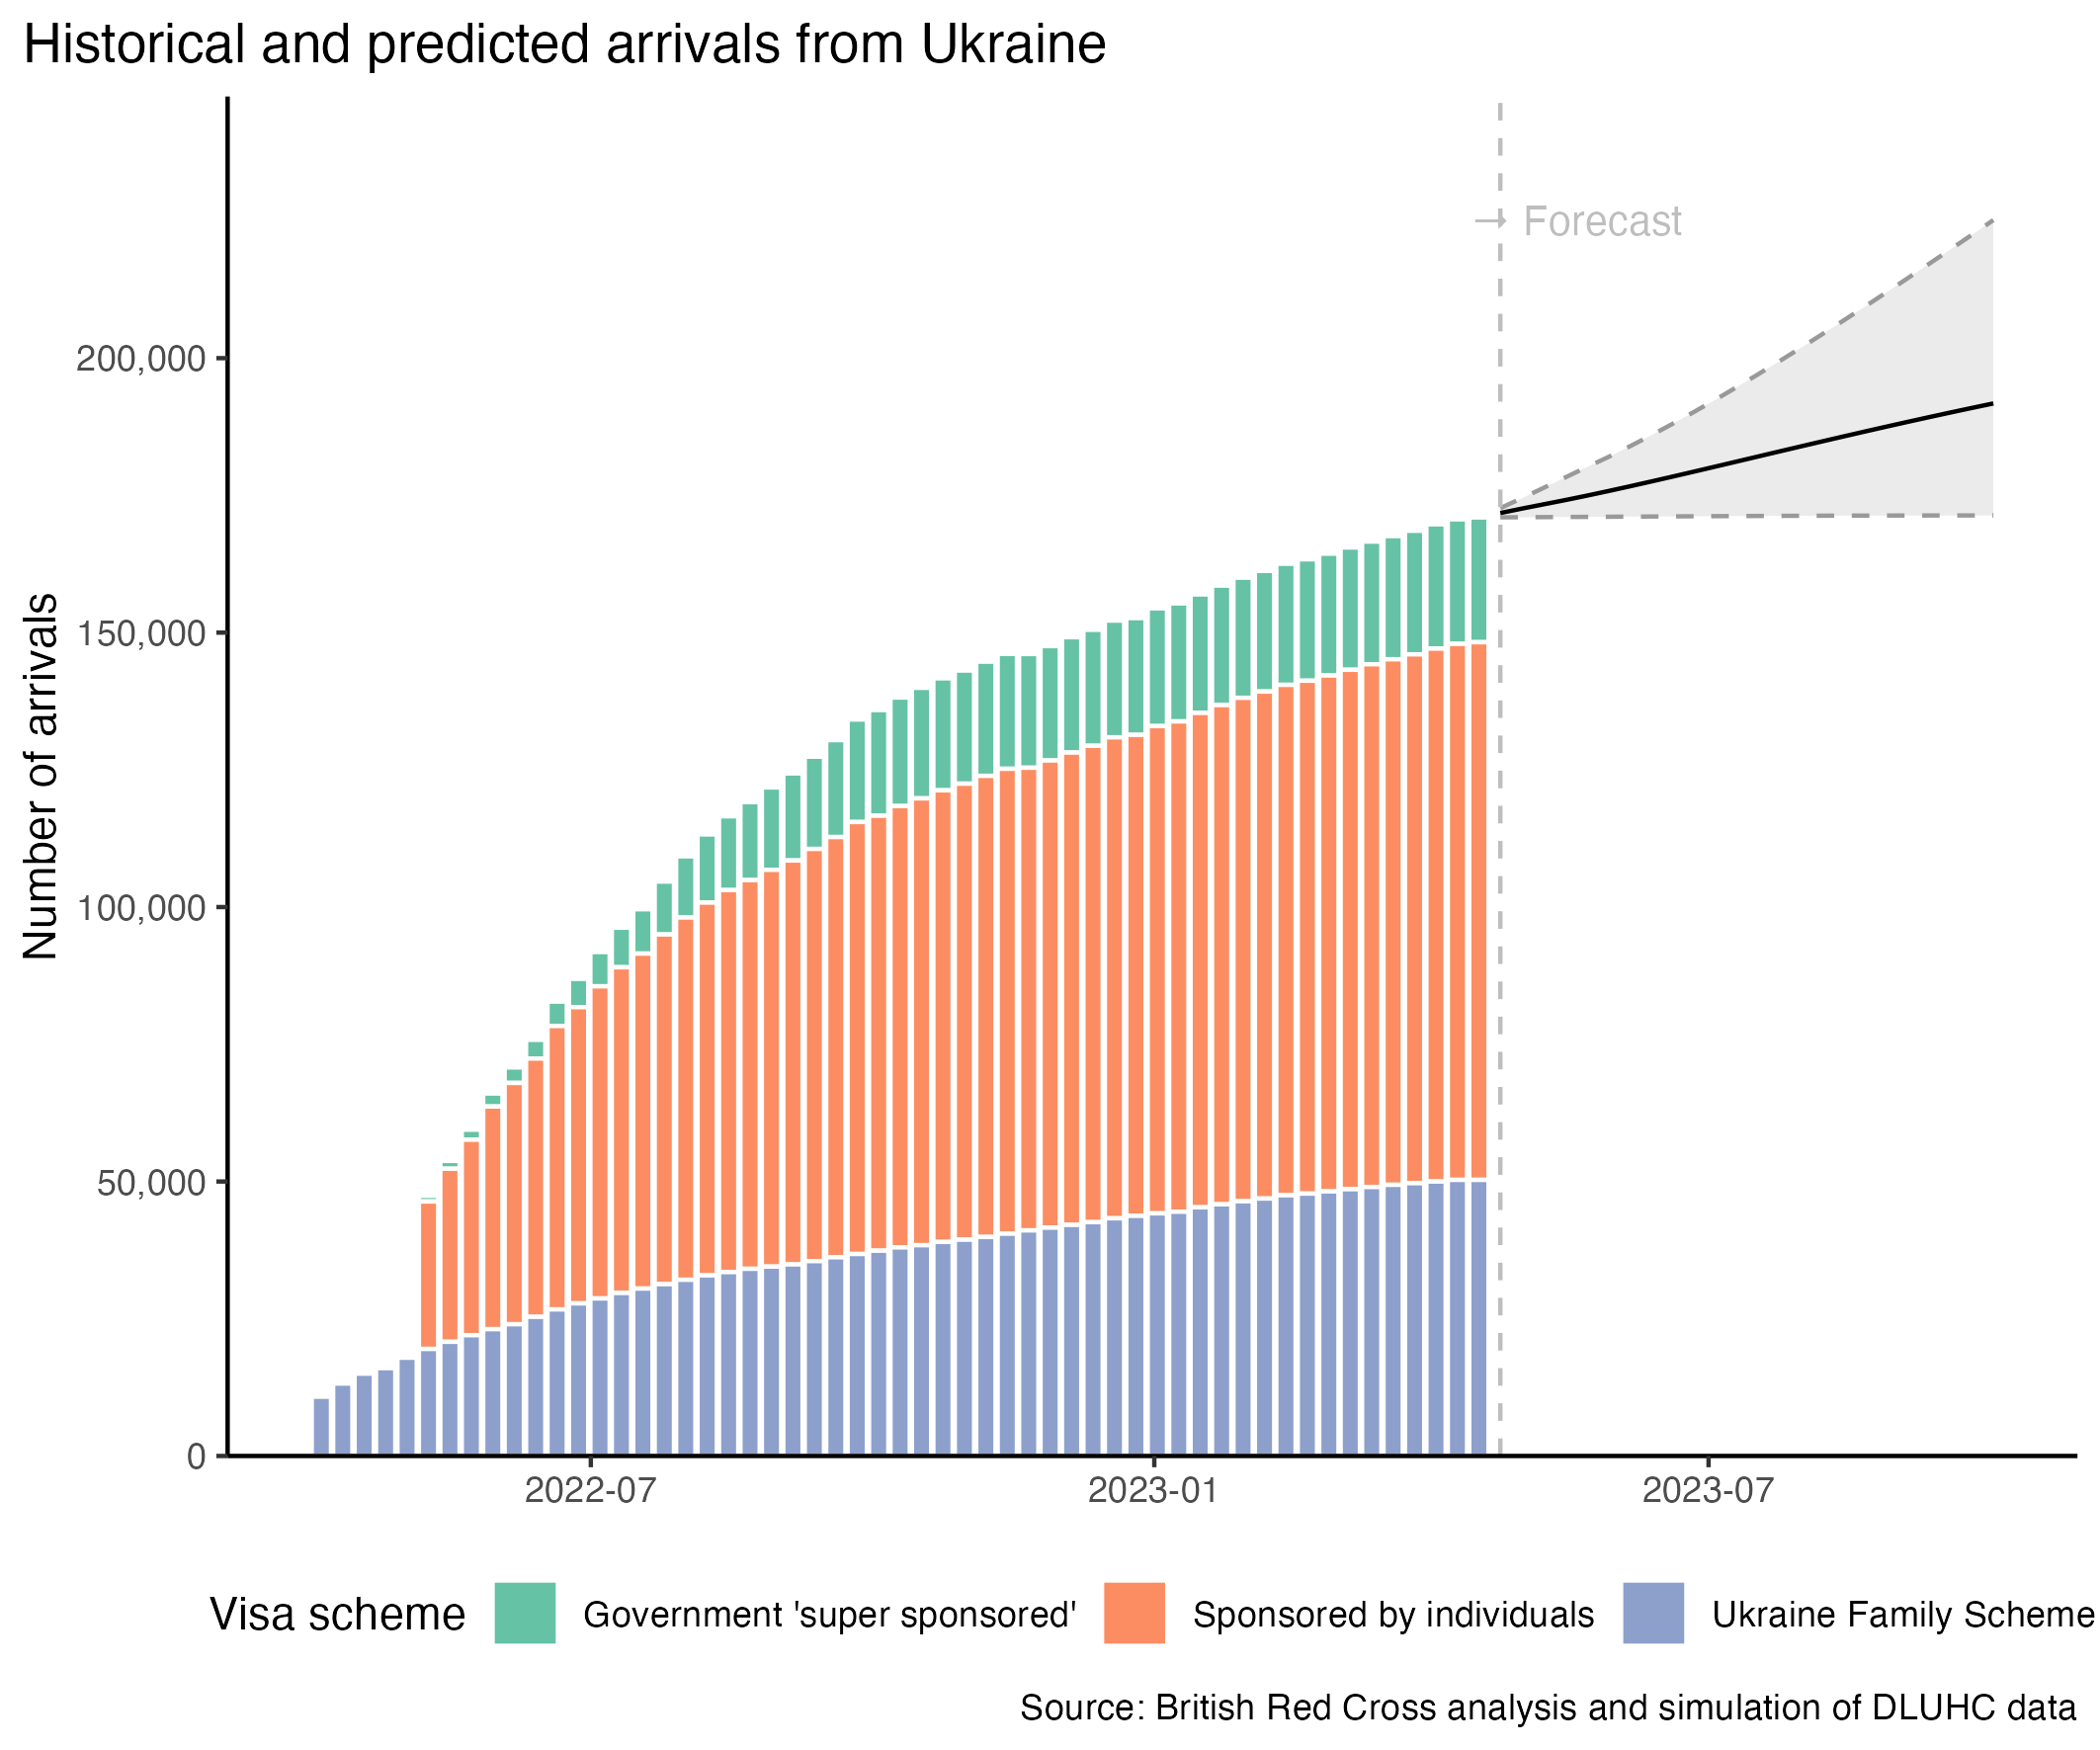 Historical and predicted arrivals from Ukraine
Number of arrivals
→ Forecast
200,000
150,000
100,000
50,000
0
2022-07
2023-01
2023-07
Visa scheme
Government 'super sponsored'
Sponsored by individuals
Ukraine Family Scheme
Source: British Red Cross analysis and simulation of DLUHC data